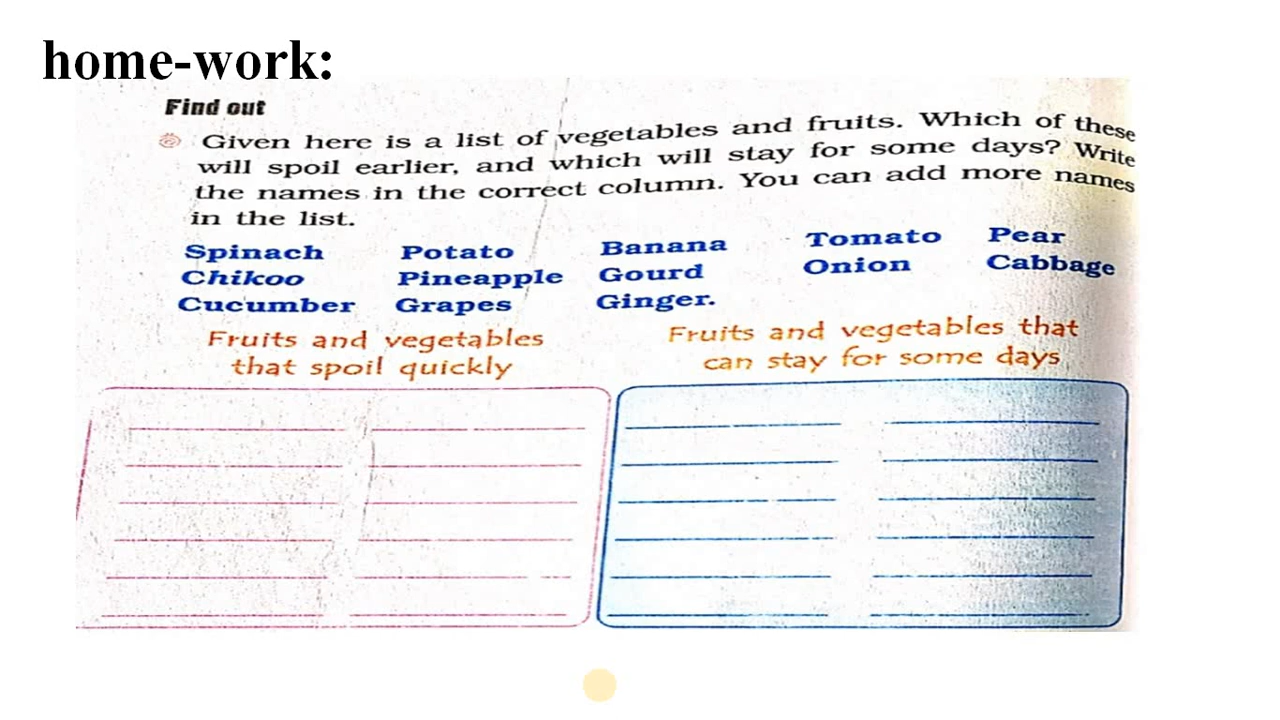 home-work:
Find out
Given here is a list of vegetables and fruits. Which of these
will spoil earlier, and which will stay for some days? Write
the names in the correct column. You can add more names
in the list.
Spinach Potato Banana Tomato Pear
Chikoo Pineapple Gourd Onion Cabbage
Cucumber Grapes Ginger.
Fruits and vegetables
that spoil quickly
Fruits and vegetables that
can stay for some days